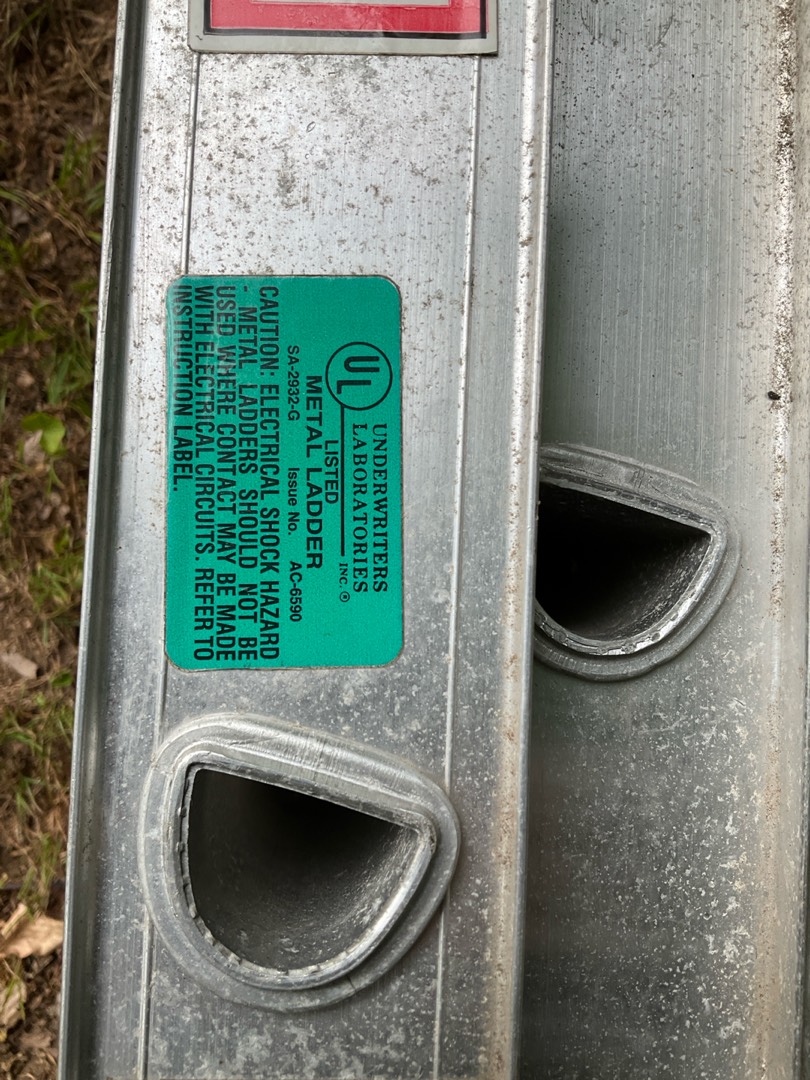 UL
UNDERWRITERS
LABORATORIES INC.®
LISTED
METAL LADDER
SA-2932-G Issue No. AC-6590
CAUTION: ELECTRICAL SHOCK HAZARD
- METAL LADDERS SHOULD NOT BE
USED WHERE CONTACT MAY BE MADE
WITH ELECTRICAL CIRCUITS. REFER TO
INSTRUCTION LABEL.